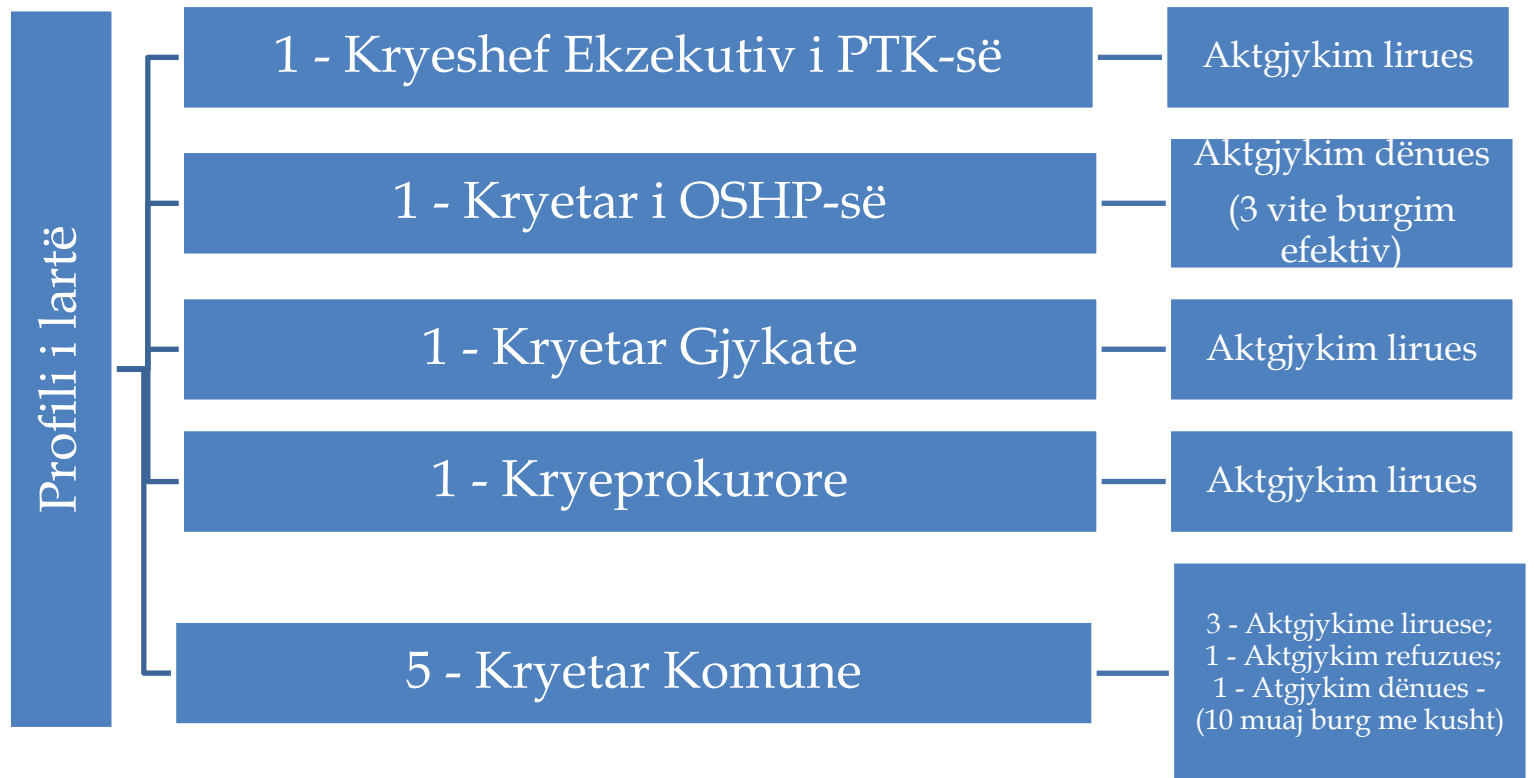 Profili i lartë
1 - Kryeshef Ekzekutiv i PTK-së
Aktgjykim lirues
1 - Kryetar i OSHP-së
Aktgjykim dënues
(3 vite burgim
efektiv)
1 - Kryetar Gjykate
Aktgjykim lirues
1 - Kryeprokurore
Aktgjykim lirues
5 - Kryetar Komune
3 - Aktgjykime liruese;
1 - Aktgjykim refuzues;
1 - Atgjykim dënues -
(10 muaj burg me kusht)